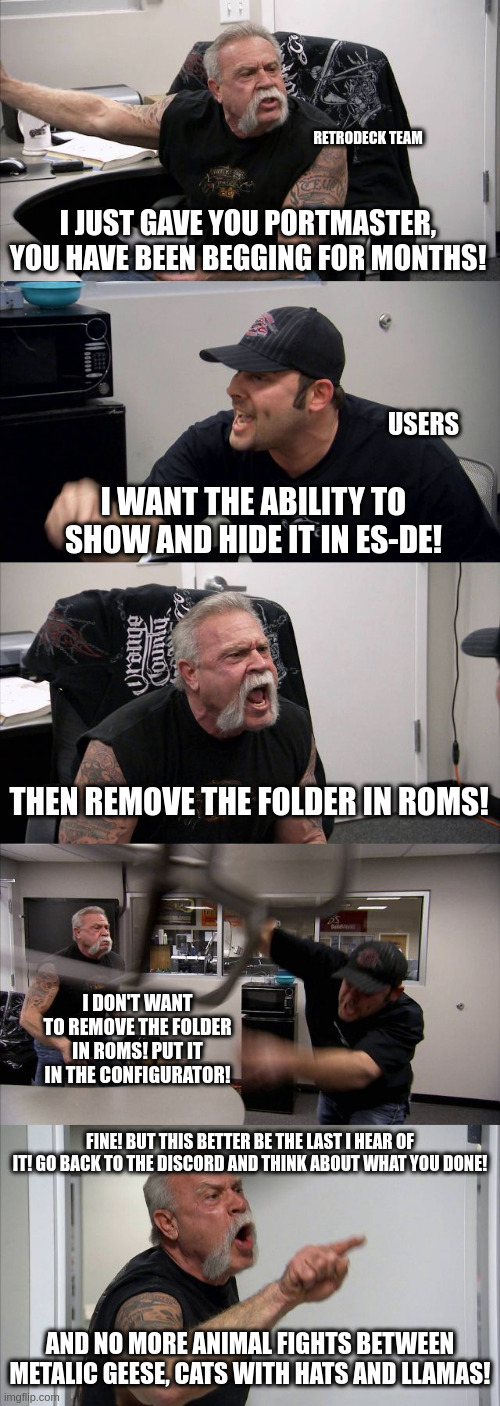 RETRODECK TEAM
I JUST GAVE YOU PORTMASTER,
YOU HAVE BEEN BEGGING FOR MONTHS!
USERS
I WANT THE ABILITY TO
SHOW AND HIDE IT IN ES-DE!
Orange
County
THEN REMOVE THE FOLDER IN ROMS!
I DON'T WANT
TO REMOVE THE FOLDER
IN ROMS! PUT IT
IN THE CONFIGURATOR!
FINE! BUT THIS BETTER BE THE LAST I HEAR OF
IT! GO BACK TO THE DISCORD AND THINK ABOUT WHAT YOU DONE!
AND NO MORE ANIMAL FIGHTS BETWEEN
METALIC GEESE, CATS WITH HATS AND LLAMAS!
imgflip.com